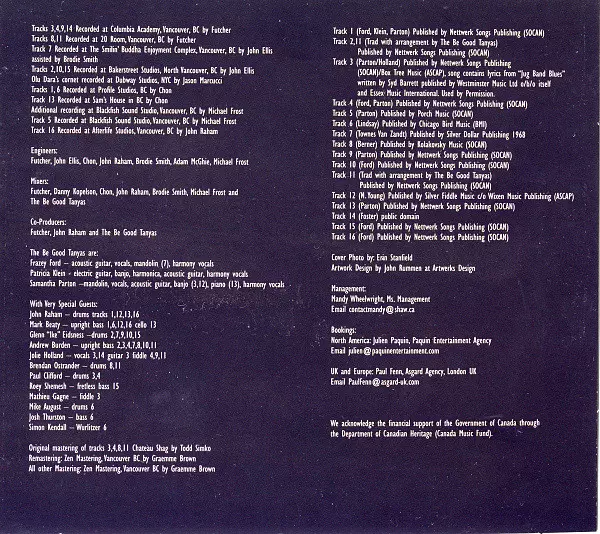 Tracks 3,4,9,14 Recorded at Columbia Academy, Vancouver, BC by Futcher
Tracks 8,11 Recorded at 20 Room, Vancouver, BC by Futcher
Track 7 Recorded at The Smilin' Buddha Enjoyment Complex, Vancouver, BC by John Ellis
assisted by Brodie Smith
Tracks 2,10,15 Recorded at Bakerstreet Studios, North Vancouver, BC by John Ellis
Olu Dara's cornet recorded at Dubway Studios, NYC by Jason Marcucci
Tracks 1,6 Recorded at Profile Studios, BC by Chon
Track 13 Recorded at Sam's House in BC by Chon
Additional recording at Blackfish Sound Studio, Vancouver, BC by Michael Frost
Track 5 Recorded at Blackfish Sound Studio, Vancouver, BC by Michael Frost
Track 16 Recorded at Afterlife Studios, Vancouver, BC by John Raham
Engineers:
Futcher, John Ellis, Chon, John Raham, Brodie Smith, Adam McGhie, Michael Frost
Mixers:
Futcher, Danny Kopelson, Chon, John Raham, Brodie Smith, Michael Frost and
The Be Good Tanyas
Co-Producers:
Futcher, John Raham and The Be Good Tanyas
The Be Good Tanyas are:
Frazey Ford – acoustic guitar, vocals, mandolin (7), harmony vocals
Patricia Klein - electric guitar, banjo, harmonica, acoustic guitar, harmony vocals
Samantha Parton –mandolin, vocals, acoustic guitar, banjo (3,12), piano (13), harmony vocals
With Very Special Guests:
John Raham – drums tracks 1,12,13,16
Mark Beaty – upright bass 1,6,12,16 cello 13
Glenn "Ike" Eidsness –drums 2,7,9,10,15
Andrew Burden – upright bass 2,3,4,7,8,10,11
Jolie Holland – vocals 3,14 guitar 3 fiddle 4,9,11
Brendan Ostrander – drums 8,11
Paul Clifford – drums 3,4
Roey Shemesh – fretless bass 15
Mathieu Gagne – fiddle 3
Mike August – drums 6
Josh Thurston – bass 6
Simon Kendall – Wurlitzer 6
Original mastering of tracks 3,4,8,11 Chateau Shag by Todd Simko
Remastering: Zen Mastering, Vancouver BC by Graemme Brown
All other Mastering: Zen Mastering, Vancouver BC by Graemme Brown
Track 1 (Ford, Klein, Parton) Published by Nettwerk Songs Publishing (SOCAN)
Track 2,11 (Trad with arrangement by The Be Good Tanyas)
Published by Nettwerk Songs Publishing (SOCAN)
Track 3 (Parton/Holland) Published by Nettwerk Songs Publishing
(SOCAN)/Box Tree Music (ASCAP), song contains lyrics from "Jug Band Blues"
written by Syd Barrett published by Westminster Music Ltd o/b/o itself
and Essex Music International. Used by Permission.
Track 4 (Ford, Parton) Published by Nettwerk Songs Publishing (SOCAN)
Track 5 (Parton) Published by Porch Music (SOCAN)
Track 6 (Lindsay) Published by Chicago Bird Music (BMI)
Track 7 (Townes Van Zandt) Published by Silver Dollar Publishing 1968
Track 8 (Berner) Published by Kolakovsky Music (SOCAN)
Track 9 (Parton) Published by Nettwerk Songs Publishing (SOCAN)
Track 10 (Ford) Published by Nettwerk Songs Publishing (SOCAN)
Track 11 (Trad with arrangement by The Be Good Tanyas)
Published by Nettwerk Songs Publishing (SOCAN)
Track 12 (N.Young) Published by Silver Fiddle Music c/o Wixen Music Publishing (ASCAP)
Track 13 (Parton) Published by Nettwerk Songs Publishing (SOCAN)
Track 14 (Foster) public domain
Track 15 (Ford) Published by Nettwerk Songs Publishing (SOCAN)
Track 16 (Ford) Published by Nettwerk Songs Publishing (SOCAN)
Cover Photo by: Erin Stanfield
Artwork Design by John Rummen at Artwerks Design
Management:
Mandy Wheelwright, Ms. Management
Email contactmandy@shaw.ca
Bookings:
North America: Julien Paquin, Paquin Entertainment Agency
Email julien@paquinentertainment.com
UK and Europe: Paul Fenn, Asgard Agency, London UK
Email PaulFenn@asgard-uk.com
We acknowledge the financial support of the Government of Canada through
the Department of Canadian Heritage (Canada Music Fund).